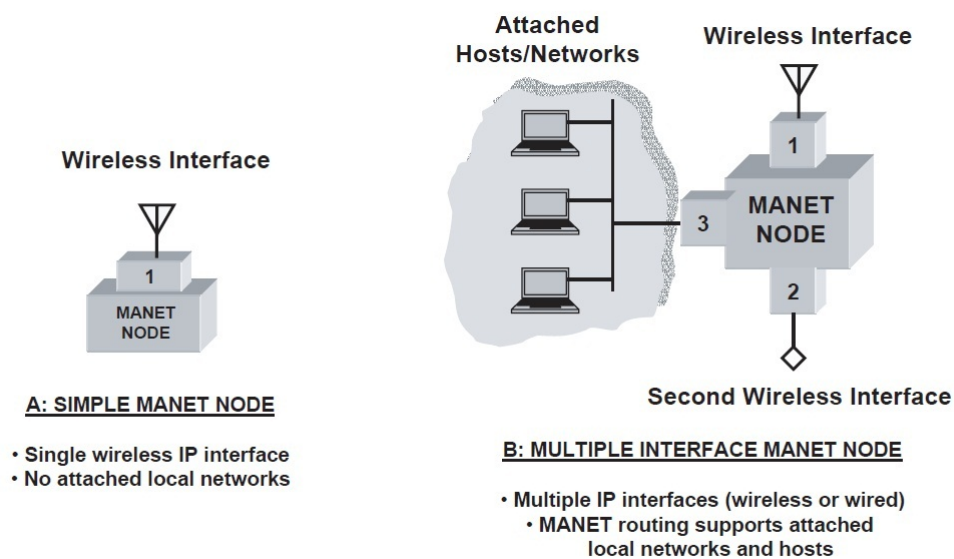 Wireless Interface
1
MANET
NODE
A: SIMPLE MANET NODE
• Single wireless IP interface
• No attached local networks
Attached
Hosts/Networks
Wireless Interface
1
3
MANET
NODE
2
Second Wireless Interface
B: MULTIPLE INTERFACE MANET NODE
• Multiple IP interfaces (wireless or wired)
• MANET routing supports attached
local networks and hosts